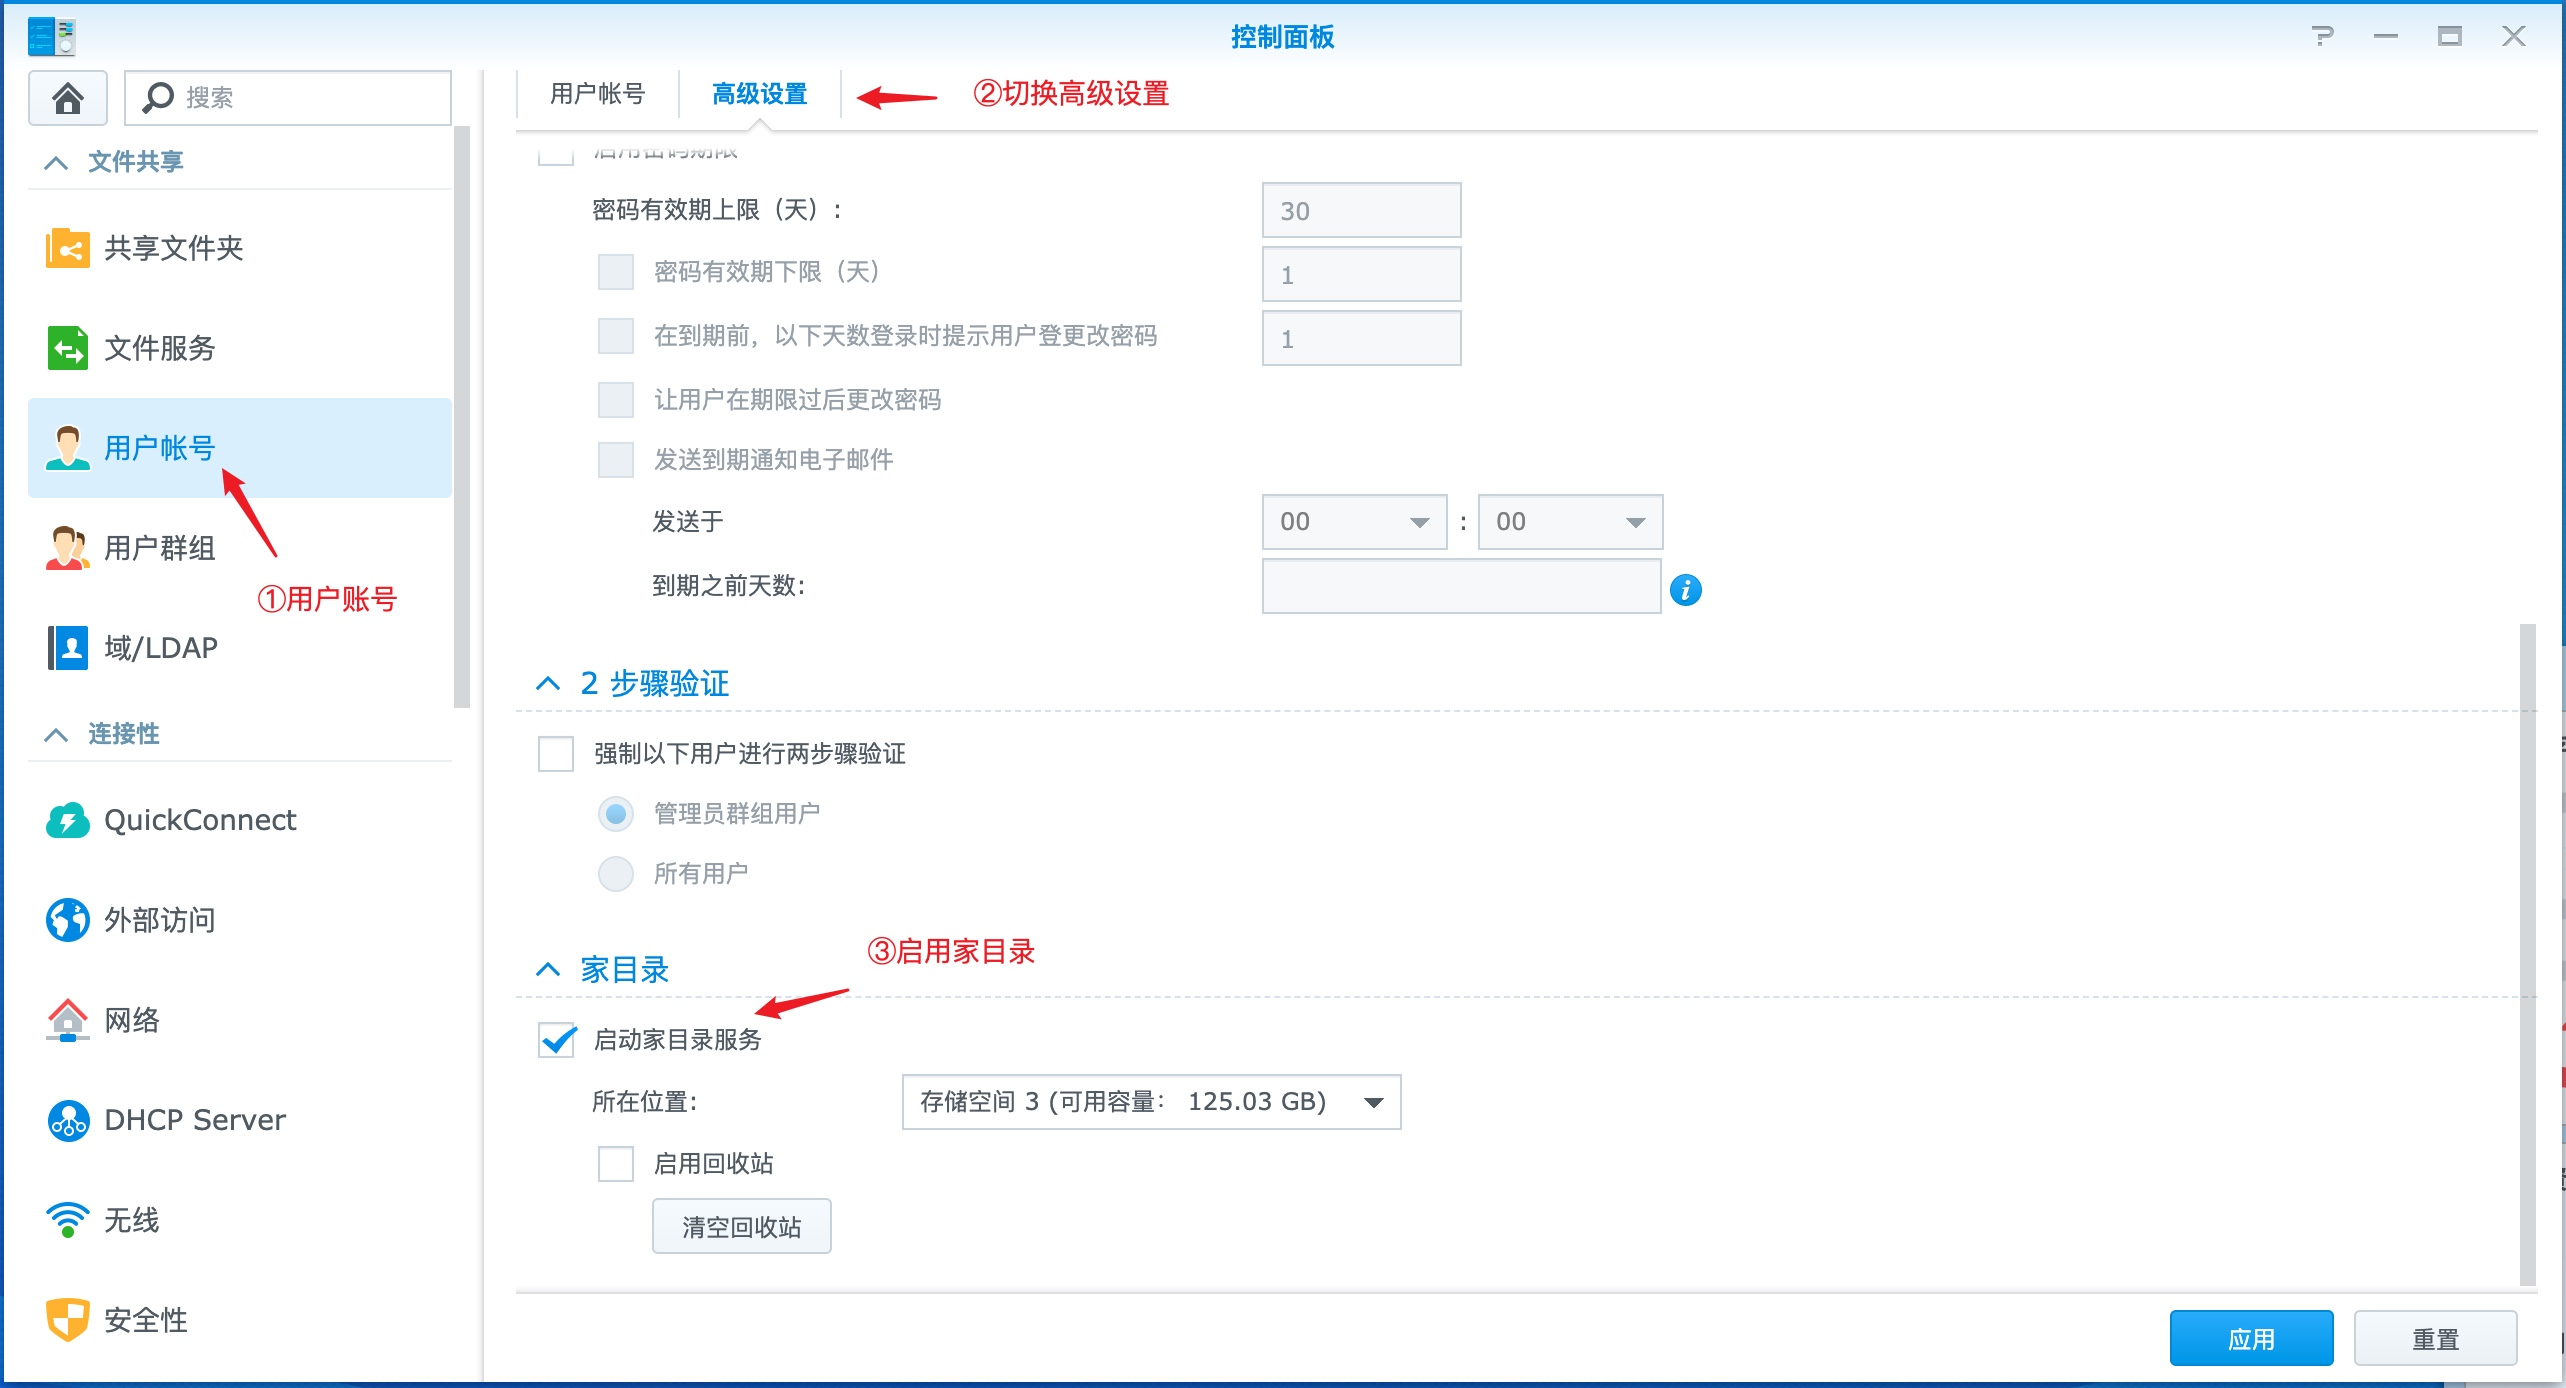 控制面板
搜索
文件共享
共享文件夹
文件服务
用户帐号
用户群组
①用户账号
域/LDAP
连接性
QuickConnect
外部访问
网络
DHCP Server
无线
安全性
用户帐号
高级设置
②切换高级设置
启用密码期限
密码有效期上限（天）: 30
密码有效期下限（天） 1
在到期前，以下天数登录时提示用户登更改密码 1
让用户在期限过后更改密码
发送到期通知电子邮件
发送于 00 : 00
到期之前天数:
2 步骤验证
强制以下用户进行两步骤验证
管理员群组用户
所有用户
③启用家目录
家目录
启动家目录服务
所在位置: 存储空间 3 (可用容量: 125.03 GB)
启用回收站
清空回收站
应用 重置